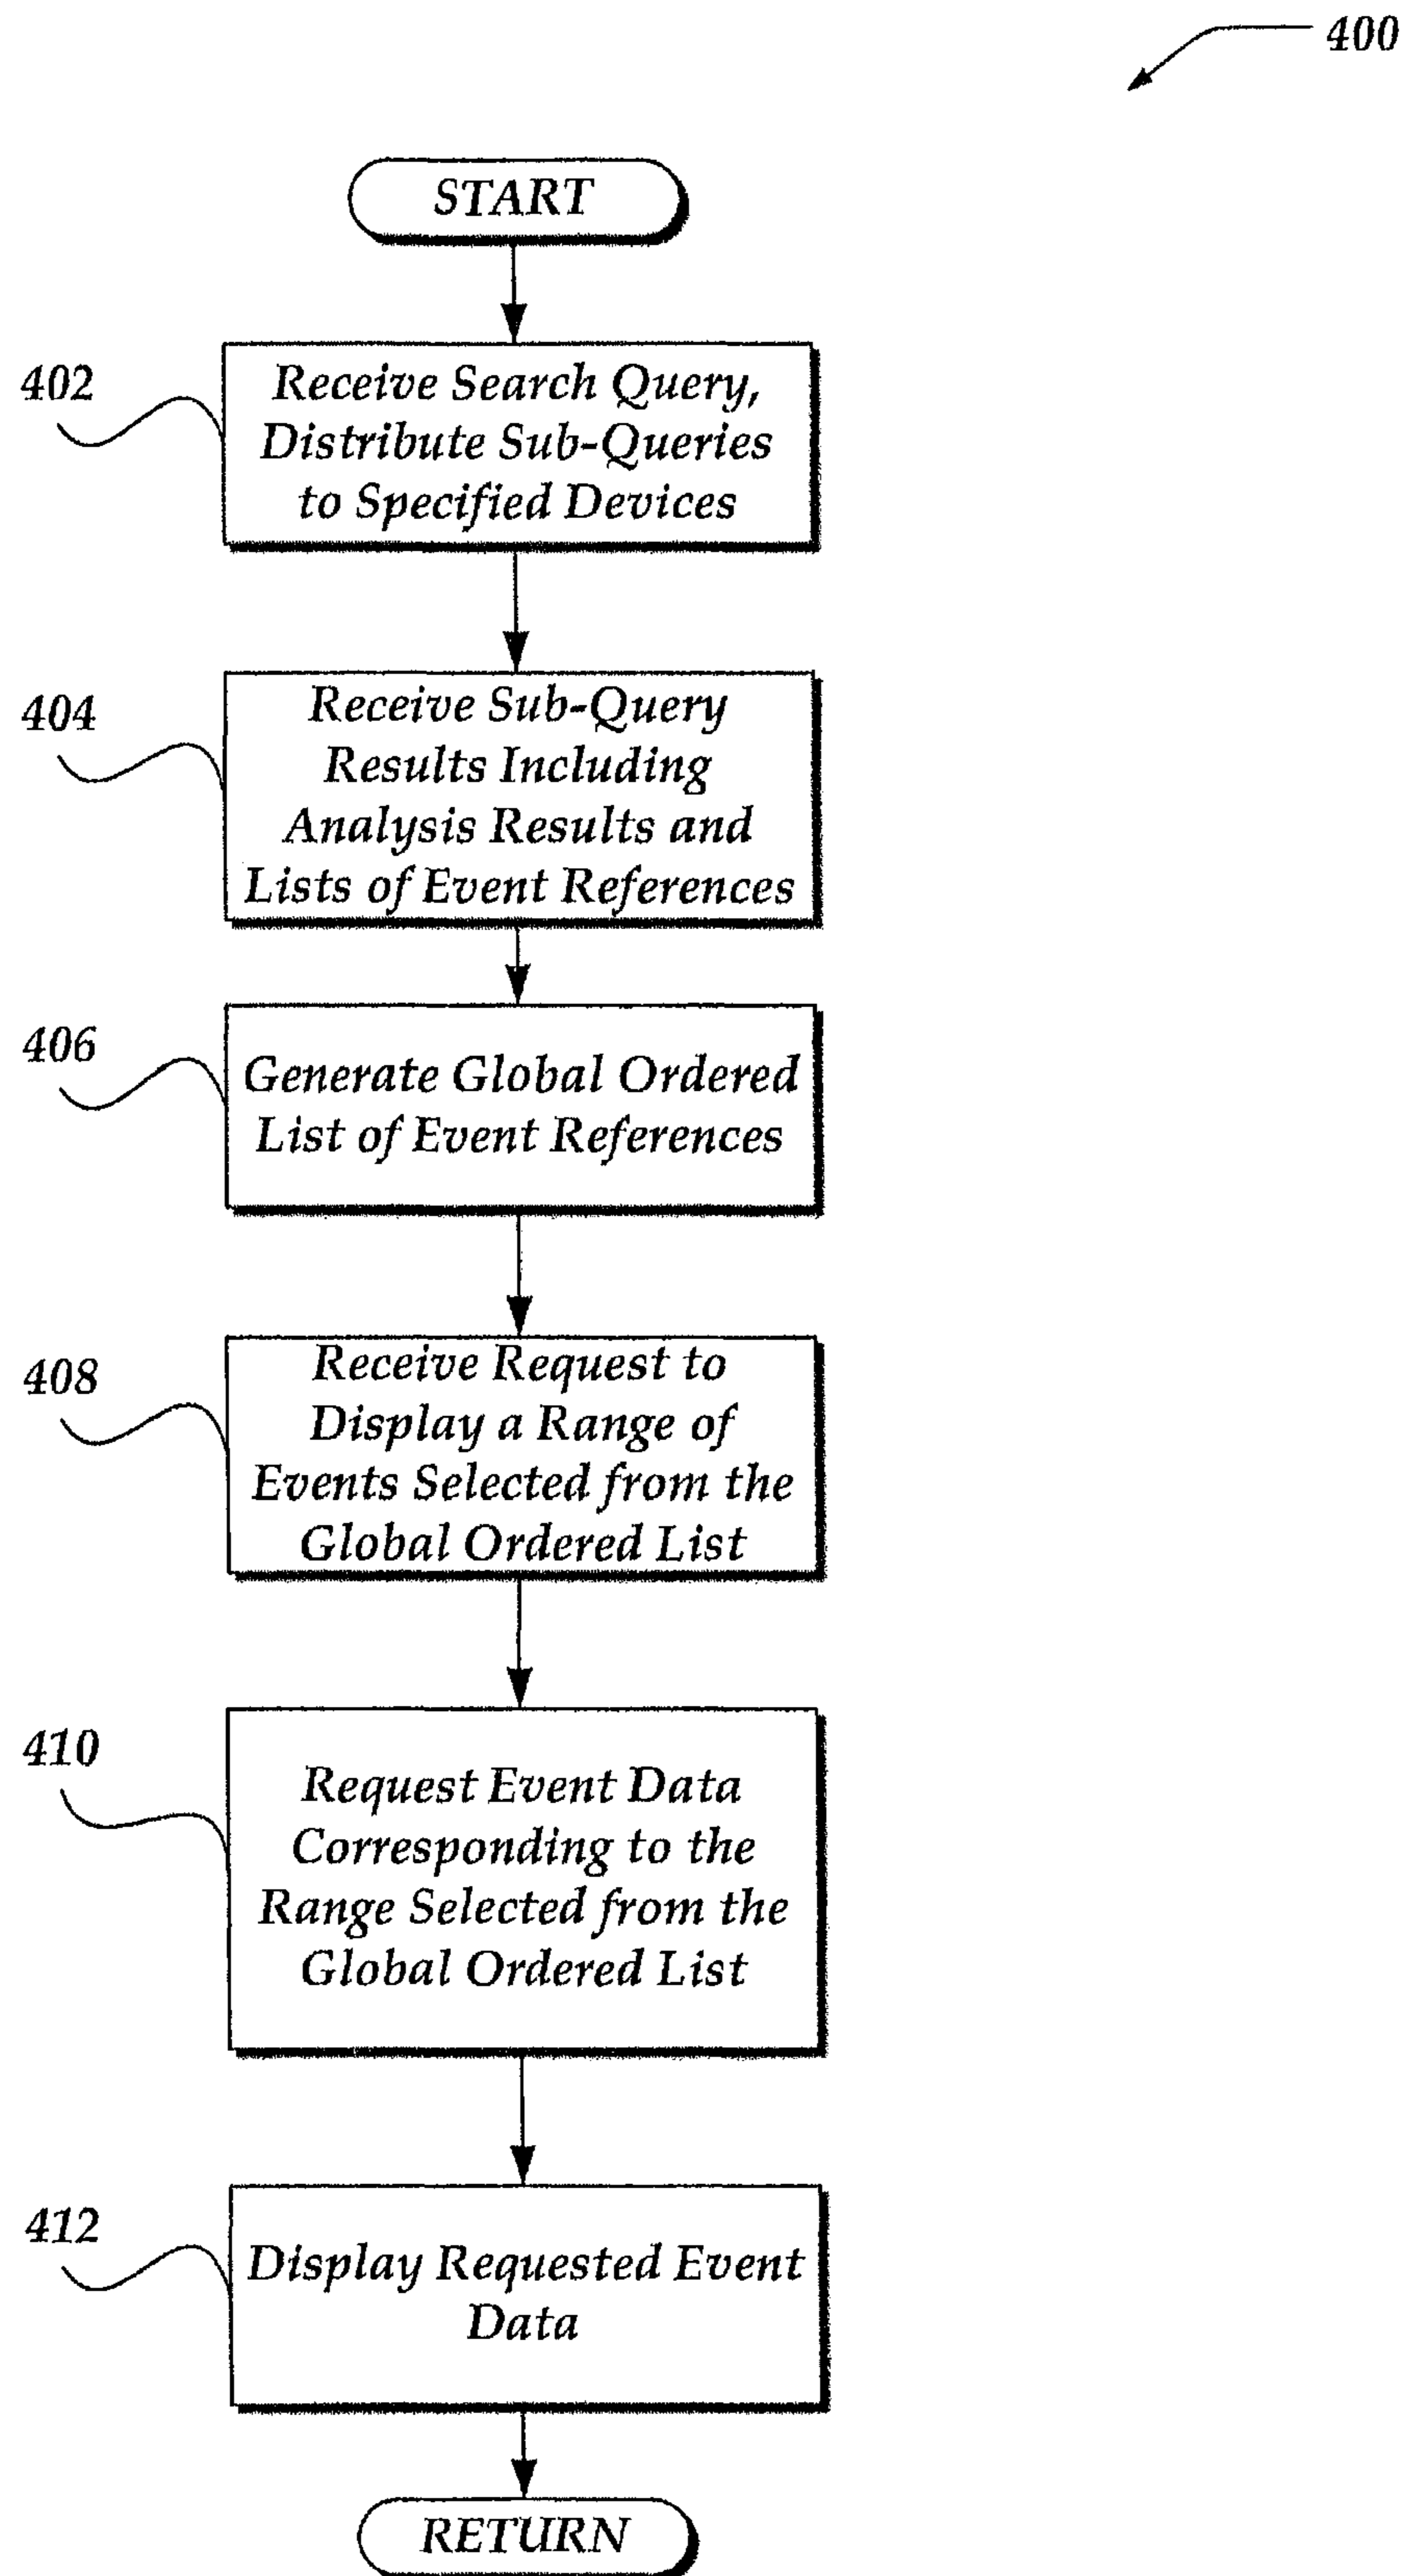 400
START
402
Receive Search Query,
Distribute Sub-Queries
to Specified Devices
404
Receive Sub-Query
Results Including
Analysis Results and
Lists of Event References
406
Generate Global Ordered
List of Event References
408
Receive Request to
Display a Range of
Events Selected from the
Global Ordered List
410
Request Event Data
Corresponding to the
Range Selected from the
Global Ordered List
412
Display Requested Event
Data
RETURN